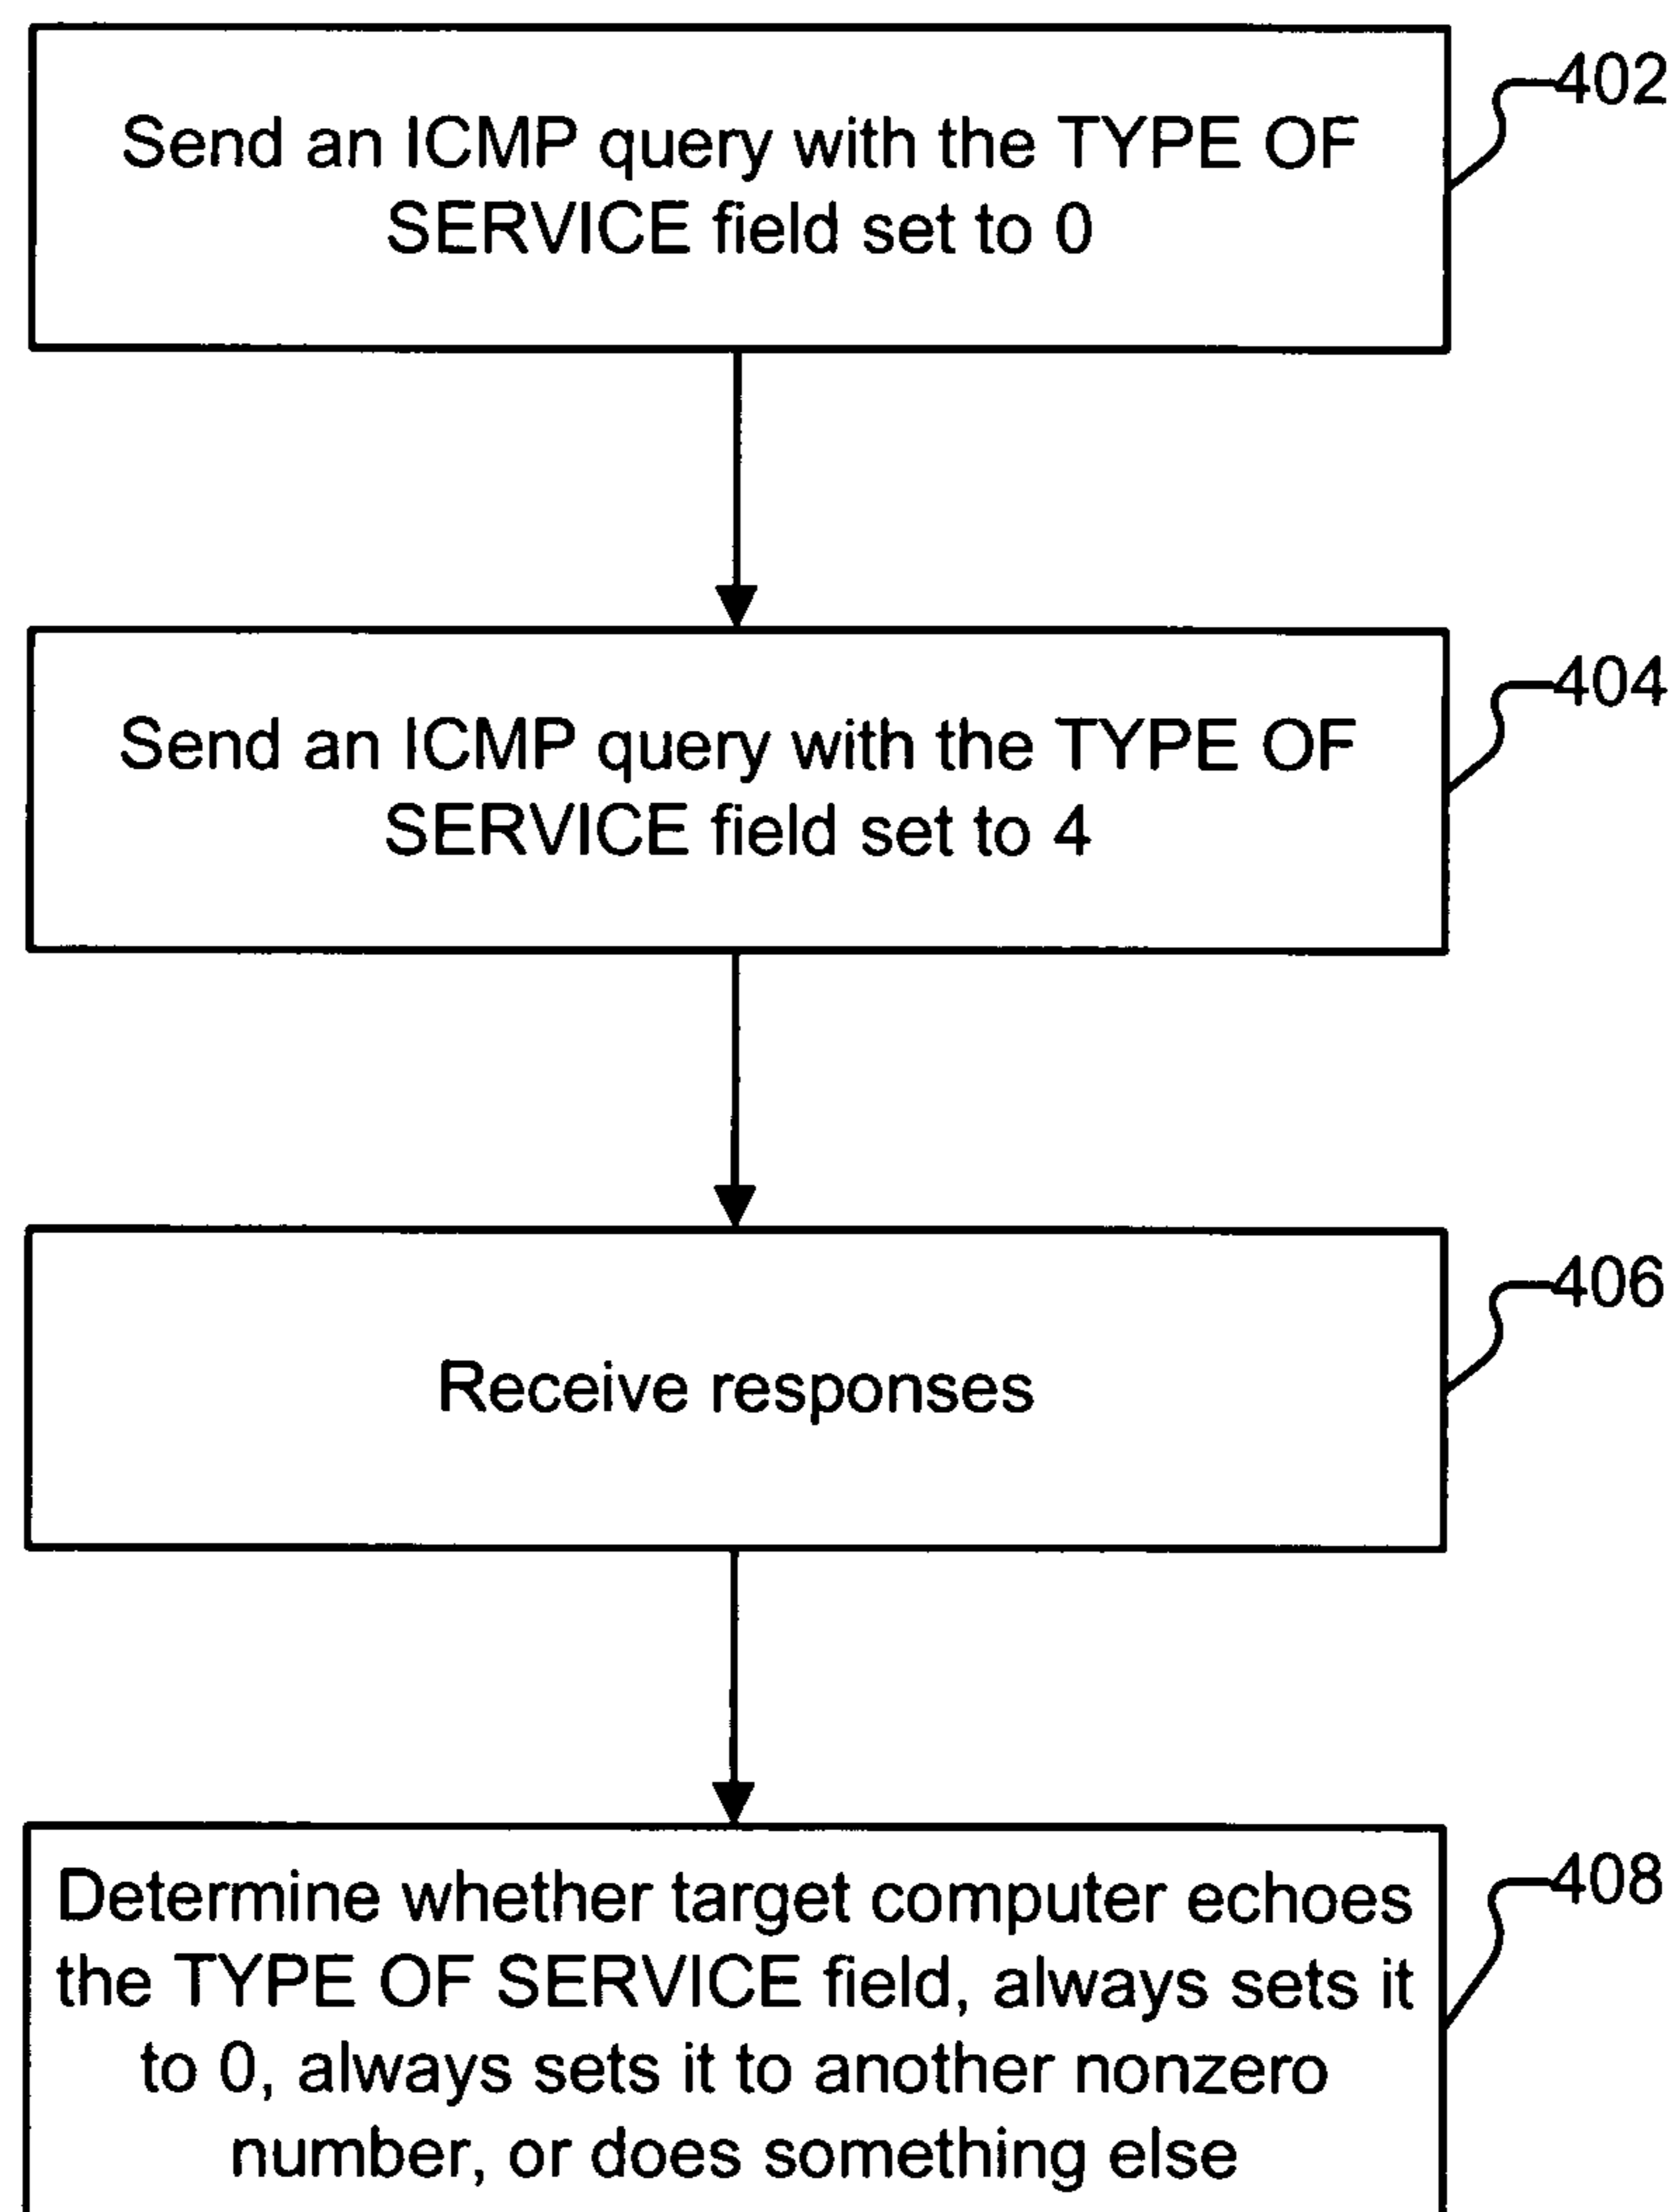 402
Send an ICMP query with the TYPE OF
SERVICE field set to 0
404
Send an ICMP query with the TYPE OF
SERVICE field set to 4
406
Receive responses
408
Determine whether target computer echoes
the TYPE OF SERVICE field, always sets it
to 0, always sets it to another nonzero
number, or does something else